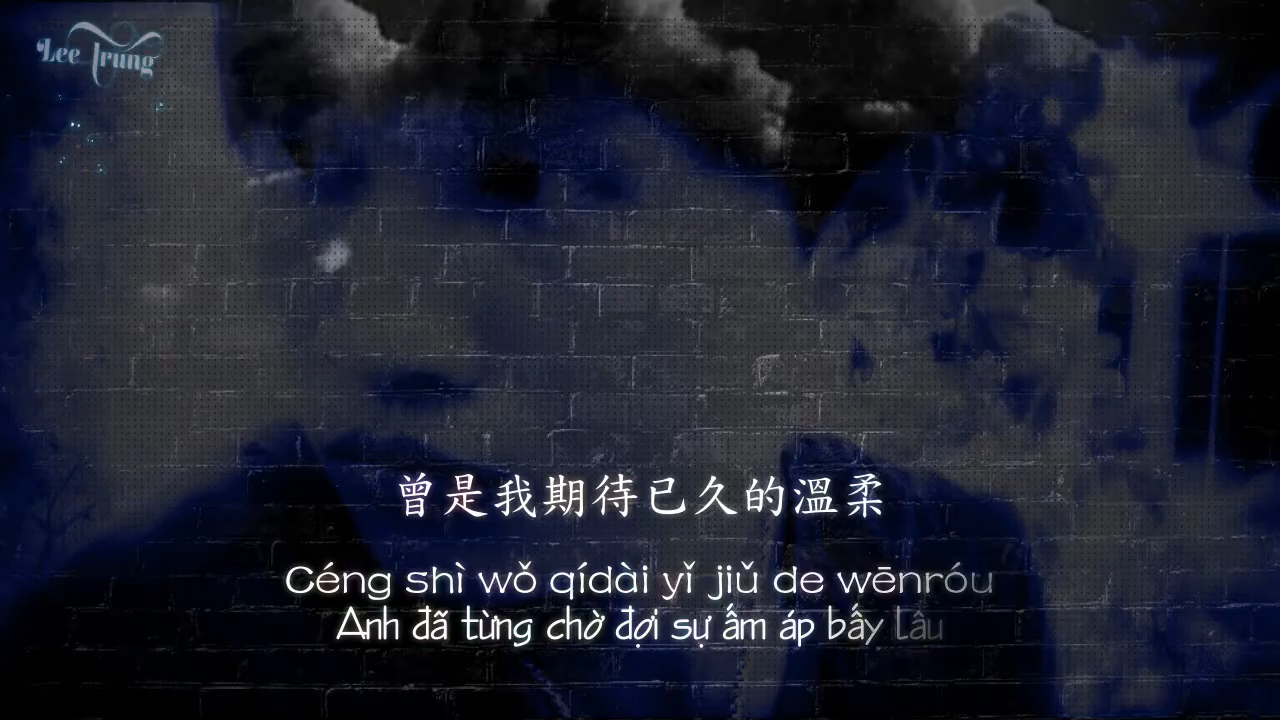 Lee Trung
曾是我期待已久的溫柔
Céng shì wǒ qídài yǐ jiǔ de wēnróu
Anh đã từng chờ đợi sự ấm áp bấy lâu